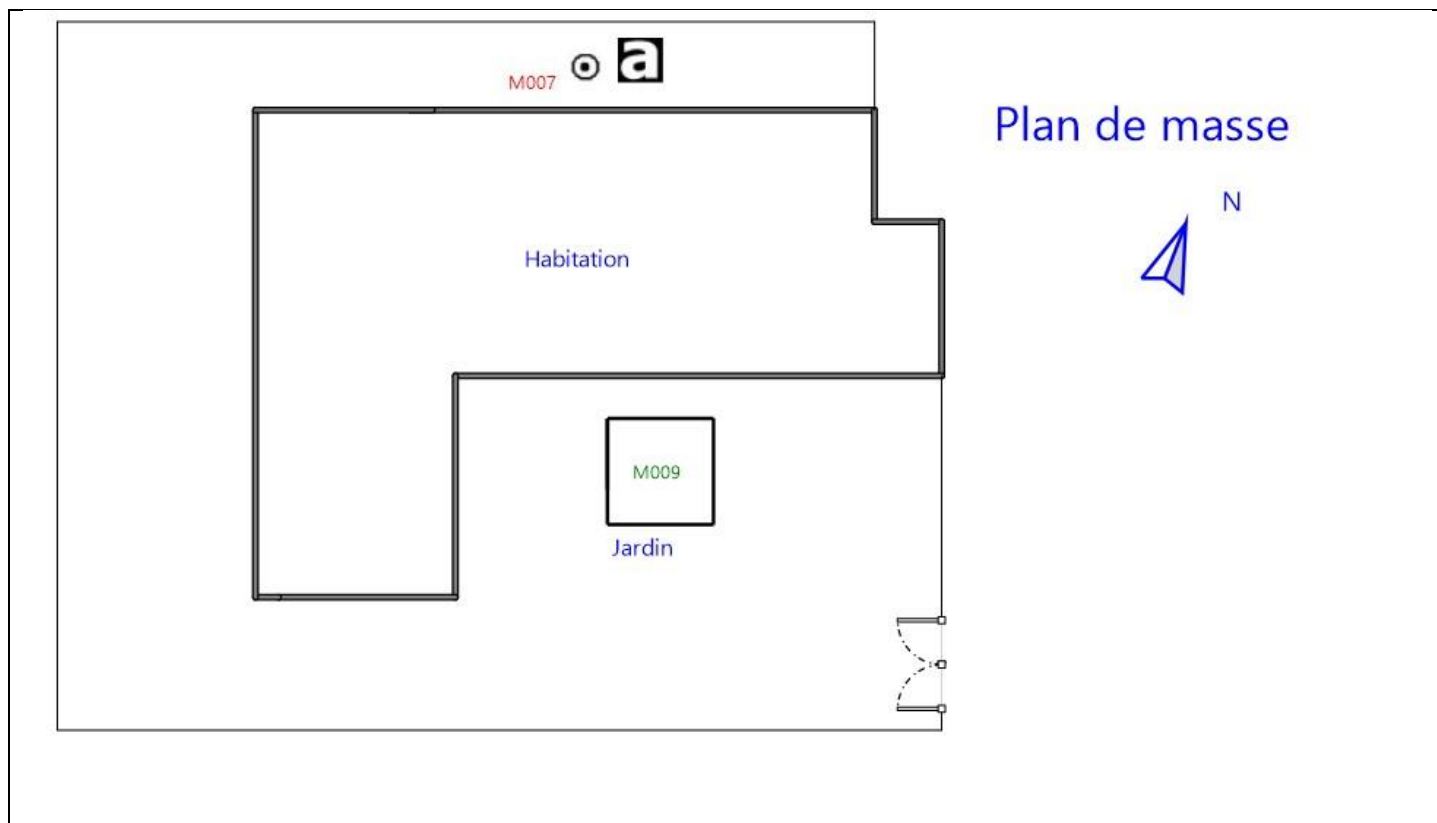 M007 a
Plan de masse
N
Habitation
M009
Jardin